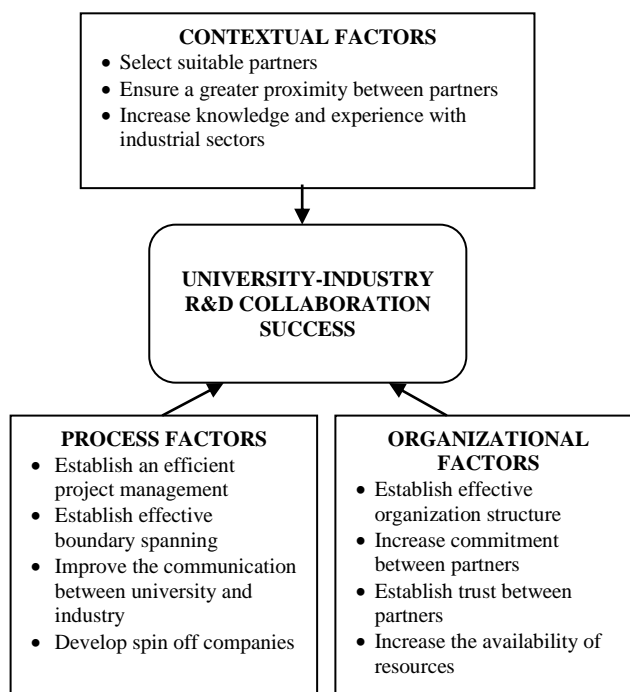 CONTEXTUAL FACTORS
• Select suitable partners
• Ensure a greater proximity between partners
• Increase knowledge and experience with
industrial sectors
UNIVERSITY-INDUSTRY
R&D COLLABORATION
SUCCESS
PROCESS FACTORS
• Establish an efficient
project management
• Establish effective
boundary spanning
• Improve the communication
between university and
industry
• Develop spin off companies
ORGANIZATIONAL
FACTORS
• Establish effective
organization structure
• Increase commitment
between partners
• Establish trust between
partners
• Increase the availability of
resources